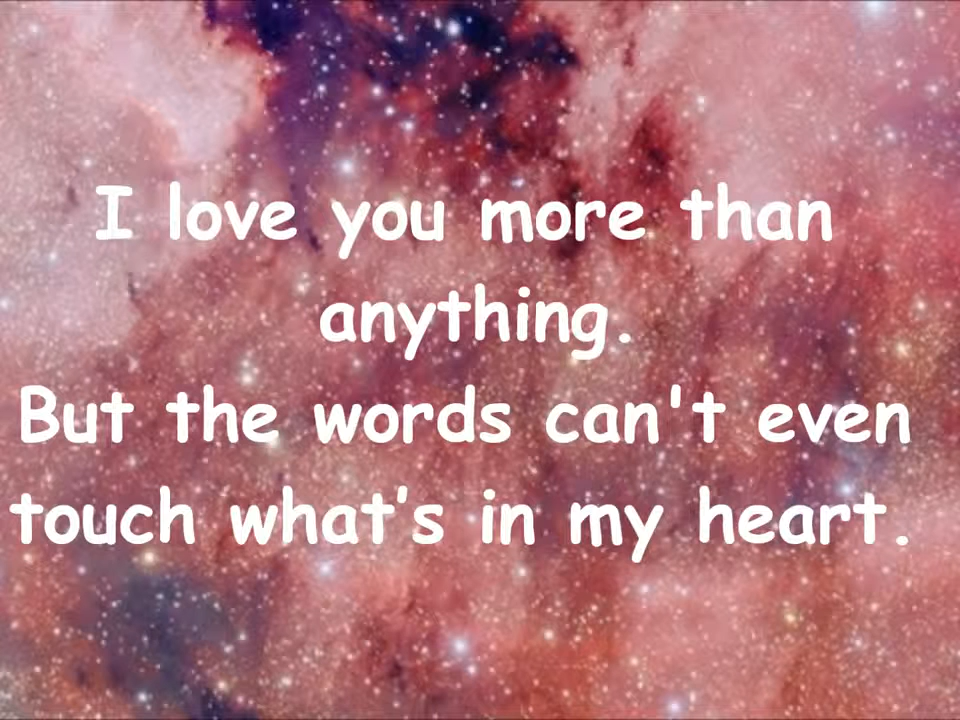 I love you more than
anything.
But the words can't even
touch what’s in my heart.